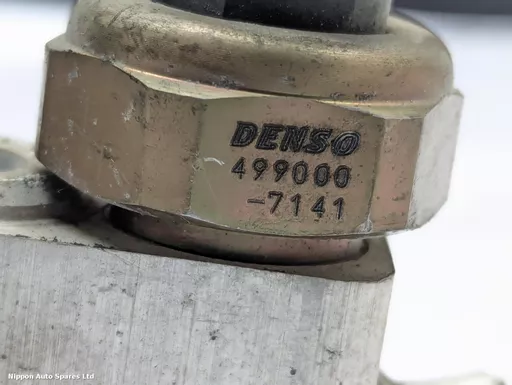 DENSO
499000
-7141
Nippon Auto Spares Ltd